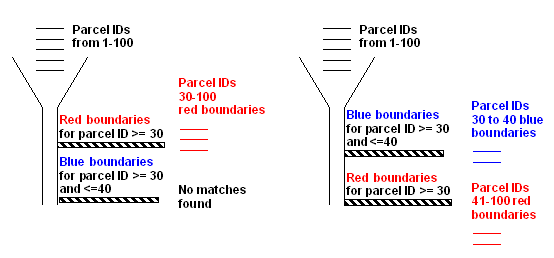 Parcel IDs
from 1-100
Parcel IDs
30-100
red boundaries
Red boundaries
for parcel ID >= 30
Blue boundaries
for parcel ID >= 30
and <=40
No matches
found
Parcel IDs
from 1-100
Blue boundaries
for parcel ID >= 30
and <=40
Parcel IDs
30 to 40 blue
boundaries
Red boundaries
for parcel ID >= 30
Parcel IDs
41-100 red
boundaries